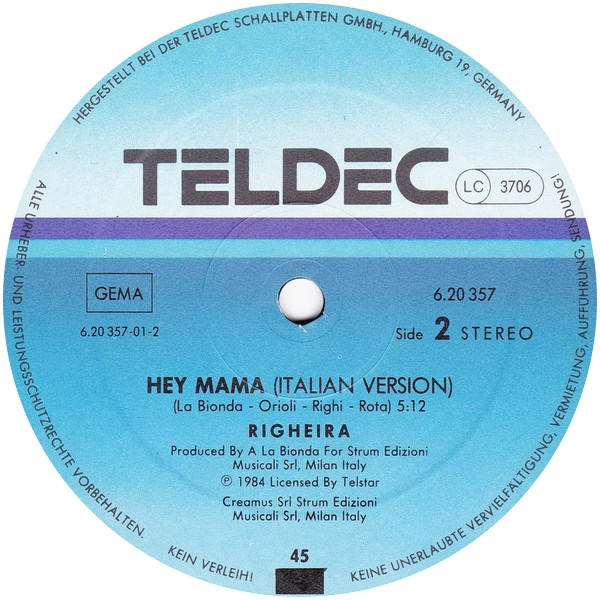 HERGESTELLT BEI DER TELDEC SCHALLPLATTEN GMBH., HAMBURG 19, GERMANY
TELDEC
LC 3706
GEMA
6.20 357
6.20 357-01-2
Side 2 STEREO
HEY MAMA (ITALIAN VERSION)
(La Bionda - Orioli - Righi - Rota) 5:12
RIGHEIRA
Produced By A La Bionda For Strum Edizioni
Musicali Srl, Milan Italy
℗ 1984 Licensed By Telstar
Creamus Srl Strum Edizioni
Musicali Srl, Milan Italy
45
ALLE URHEBER- UND LEISTUNGSSCHUTZRECHTE VORBEHALTEN.
KEIN VERLEIH!
KEINE UNERLAUBTE VERVIELFÄLTIGUNG, VERMIETUNG, AUFFÜHRUNG, SENDUNG!